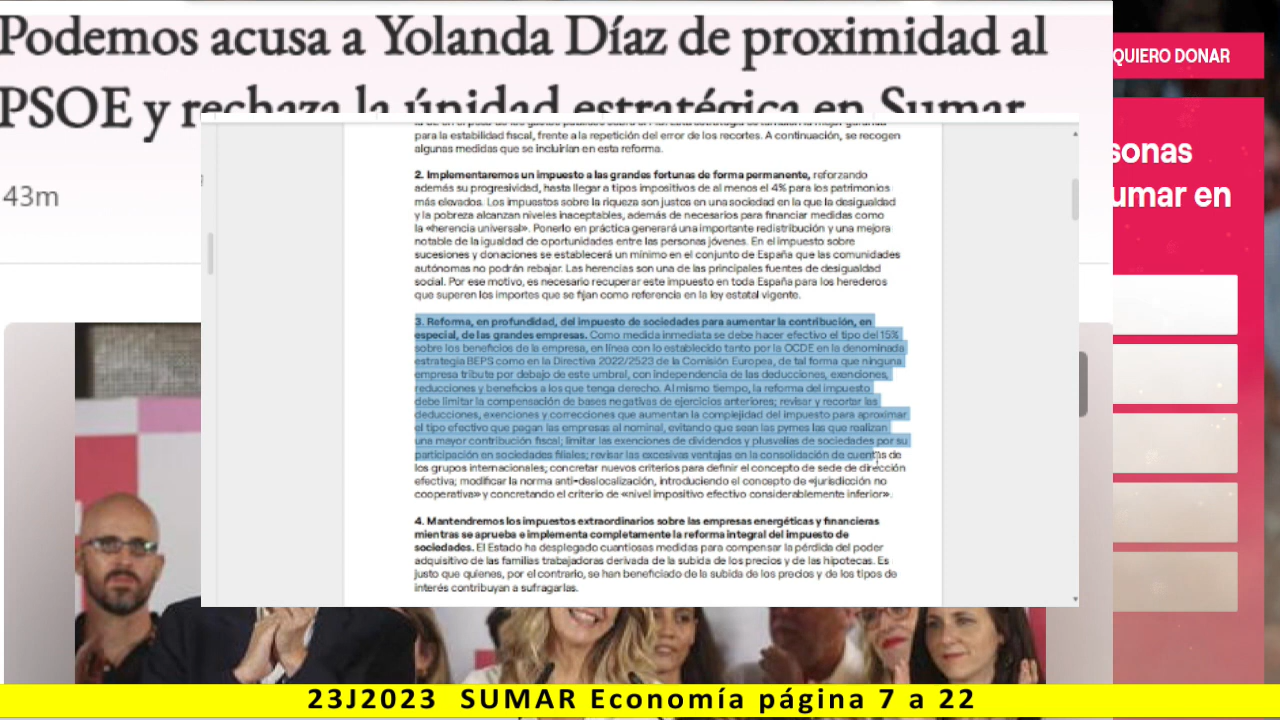 Podemos acusa a Yolanda Díaz de proximidad al
PSOE y rechaza la únidad estratégica en Sumar
43m
QUIERO DONAR
sonas
umar en
para la estabilidad fiscal, frente a la repetición del error de los recortes. A continuación, se recogen
algunas medidas que se incluirían en esta reforma.
2. Implementaremos un impuesto a las grandes fortunas de forma permanente, reforzando
además su progresividad, hasta llegar a tipos impositivos de al menos el 4% para los patrimonios
más elevados. Los impuestos sobre la riqueza son justos en una sociedad en la que la desigualdad
y la pobreza alcanzan niveles inaceptables, además de necesarios para financiar medidas como
la «herencia universal». Ponerlo en práctica generará una importante redistribución y una mejora
notable de la igualdad de oportunidades entre las personas jóvenes. En el impuesto sobre
sucesiones y donaciones se establecerá un mínimo en el conjunto de España que las comunidades
autónomas no podrán rebajar. Las herencias son una de las principales fuentes de desigualdad
social. Por ese motivo, es necesario recuperar este impuesto en toda España para los herederos
que superen los importes que se fijan como referencia en la ley estatal vigente.
3. Reforma, en profundidad, del impuesto de sociedades para aumentar la contribución, en
especial, de las grandes empresas. Como medida inmediata se debe hacer efectivo el tipo del 15%
sobre los beneficios de la empresa, en línea con lo establecido tanto por la OCDE en la denominada
estrategia BEPS como en la Directiva 2022/2523 de la Comisión Europea, de tal forma que ninguna
empresa tribute por debajo de este umbral, con independencia de las deducciones, exenciones,
reducciones y beneficios a los que tenga derecho. Al mismo tiempo, la reforma del impuesto
debe limitar la compensación de bases negativas de ejercicios anteriores; revisar y recortar las
deducciones, exenciones y correcciones que aumentan la complejidad del impuesto para aproximar
el tipo efectivo que pagan las empresas al nominal, evitando que sean las pymes las que realizan
una mayor contribución fiscal; limitar las exenciones de dividendos y plusvalías de sociedades por su
participación en sociedades filiales; revisar las excesivas ventajas en la consolidación de cuentas de
los grupos internacionales; concretar nuevos criterios para definir el concepto de sede de dirección
efectiva; modificar la norma anti-deslocalización, introduciendo el concepto de «jurisdicción no
cooperativa» y concretando el criterio de «nivel impositivo efectivo considerablemente inferior».
4. Mantendremos los impuestos extraordinarios sobre las empresas energéticas y financieras
mientras se aprueba e implementa completamente la reforma integral del impuesto de
sociedades. El Estado ha desplegado cuantiosas medidas para compensar la pérdida del poder
adquisitivo de las familias trabajadoras derivada de la subida de los precios y de las hipotecas. Es
justo que quienes, por el contrario, se han beneficiado de la subida de los precios y de los tipos de
interés contribuyan a sufragarlas.
23J2023 SUMAR Economía página 7 a 22